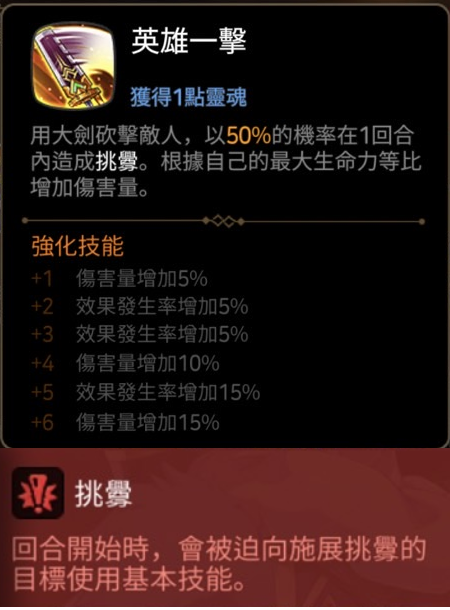 英雄一擊
獲得1點靈魂
用大劍砍擊敵人，以50%的機率在1回合
內造成挑釁。根據自己的最大生命力等比
增加傷害量。
強化技能
+1 傷害量增加5%
+2 效果發生率增加5%
+3 效果發生率增加5%
+4 傷害量增加10%
+5 效果發生率增加15%
+6 傷害量增加15%
挑釁
回合開始時，會被迫向施展挑釁的
目標使用基本技能。